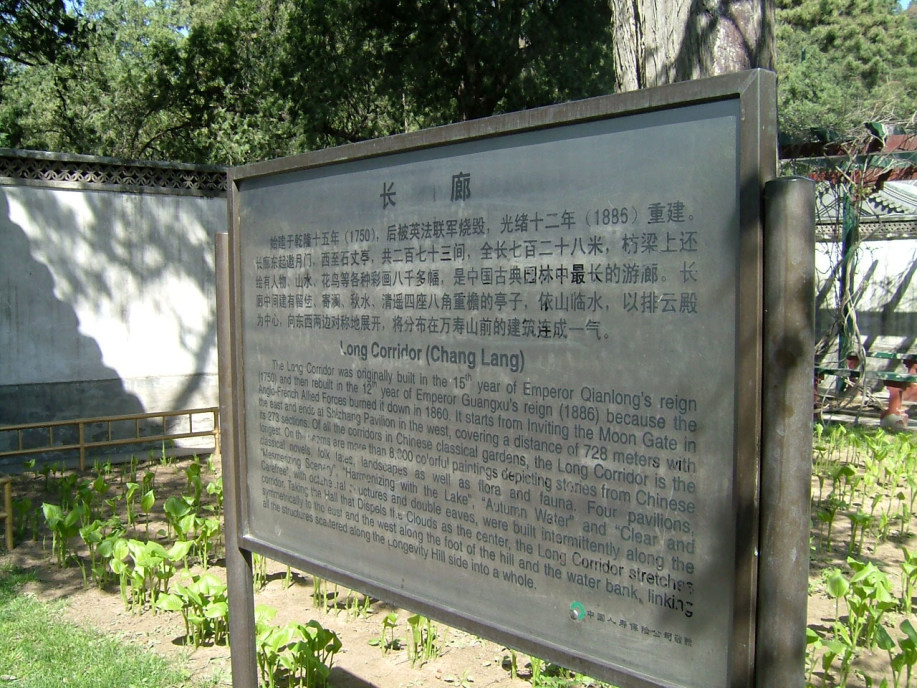 长 廊
始建于乾隆十五年（1750），后被英法联军烧毁，光绪十二年（1886）重建。
长廊东起邀月门，西至石丈亭，共二百七十三间，全长七百二十八米，枋梁上还
绘有人物，山水，花鸟等各种彩画八千多幅，是中国古典园林中最长的游廊。长
廊中间建有留佳，寄澜，秋水，清遥四座八角重檐的亭子，依山临水，以排云殿
为中心，向东西两边对称地展开，将分布在万寿山前的建筑连成一气。
Long Corridor (Chang Lang)
The Long Corridor was originally built in the 15th year of Emperor Qianlong's reign
(1750) and then rebuilt in the 12th year of Emperor Guangxu's reign (1886) because the
Anglo-French Allied Forces burned it down in 1860. It starts from inviting the Moon Gate in
the east and ends at Shizhang Pavilion in the west, covering a distance of 728 meters with
its 273 sections. Of all the corridors in Chinese classical gardens, the Long Corridor is the
longest. On the beams are more than 8,000 colorful paintings depicting stories from Chinese
classical novels, folk tales, landscapes as well as flora and fauna. Four pavilions,
"Mesmerizing Scenery", "Harmonizing with the Lake", "Autumn Water" and "Clear and
Carefree", with octagonal structures and double eaves, were built intermittently along the
corridor. Taking the Hall that Dispels the Clouds as the center, the Long Corridor stretches
symmetrically to the east and the west along the foot of the hill and the water bank, linking
all the structures scattered along the Longevity Hill side into a whole.
中国人寿保险公司